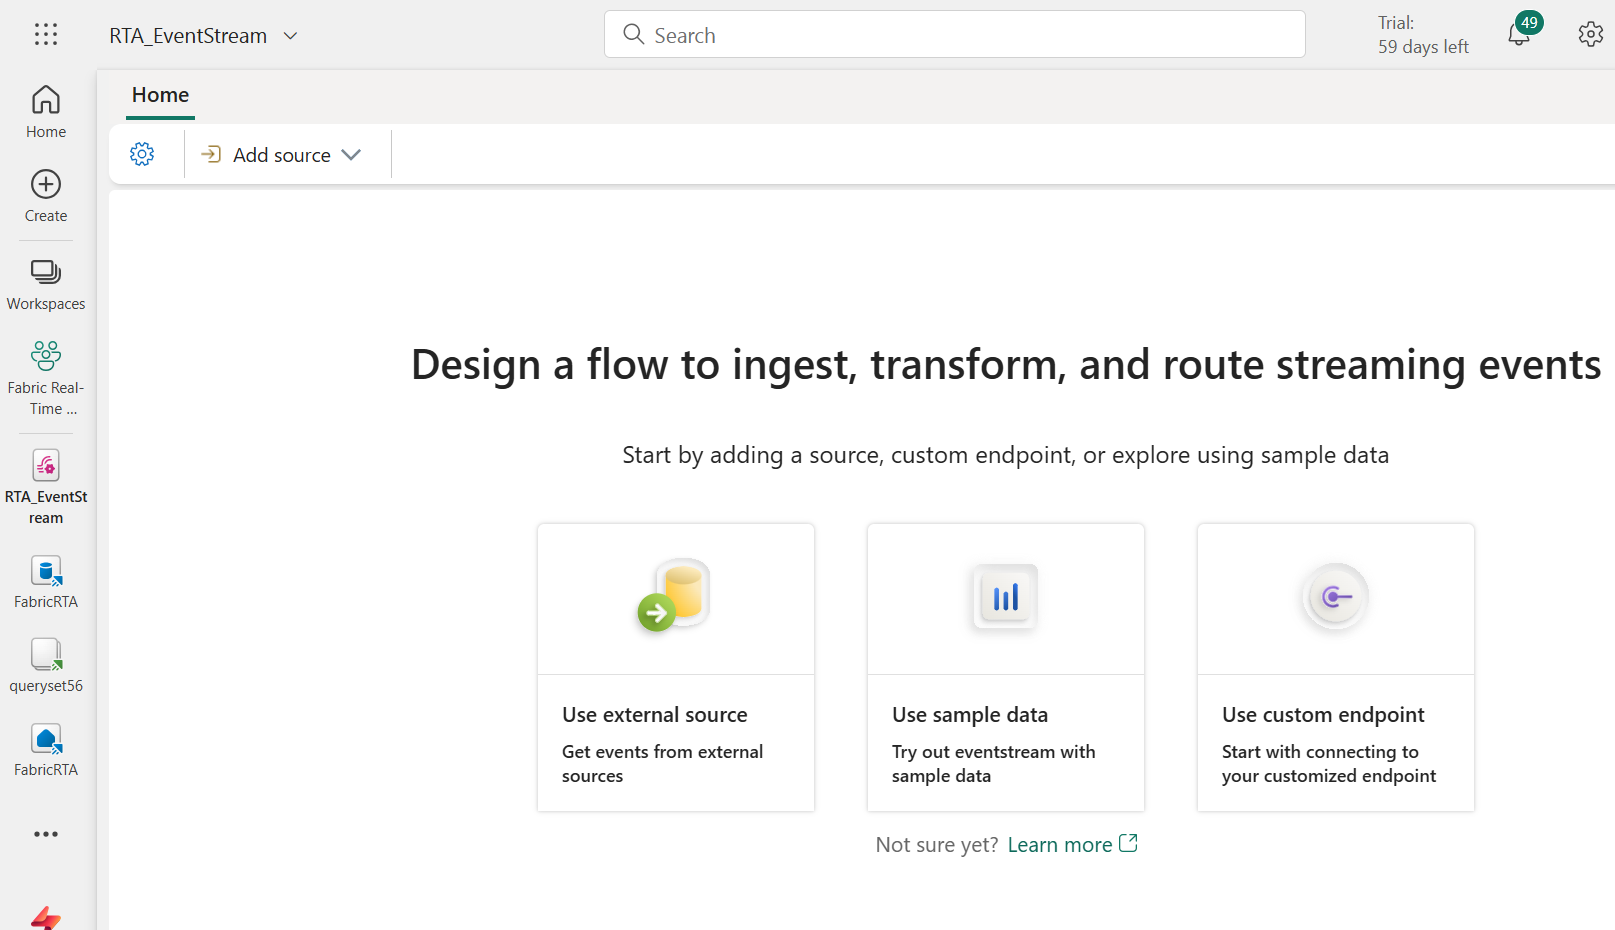 RTA_EventStream
Search
Trial:
59 days left
49
Home
Create
Workspaces
Fabric Real-
Time ...
RTA_EventSt
ream
FabricRTA
queryset56
FabricRTA
Home
Add source
Design a flow to ingest, transform, and route streaming events
Start by adding a source, custom endpoint, or explore using sample data
Use external source
Get events from external
sources
Use sample data
Try out eventstream with
sample data
Use custom endpoint
Start with connecting to
your customized endpoint
Not sure yet? Learn more